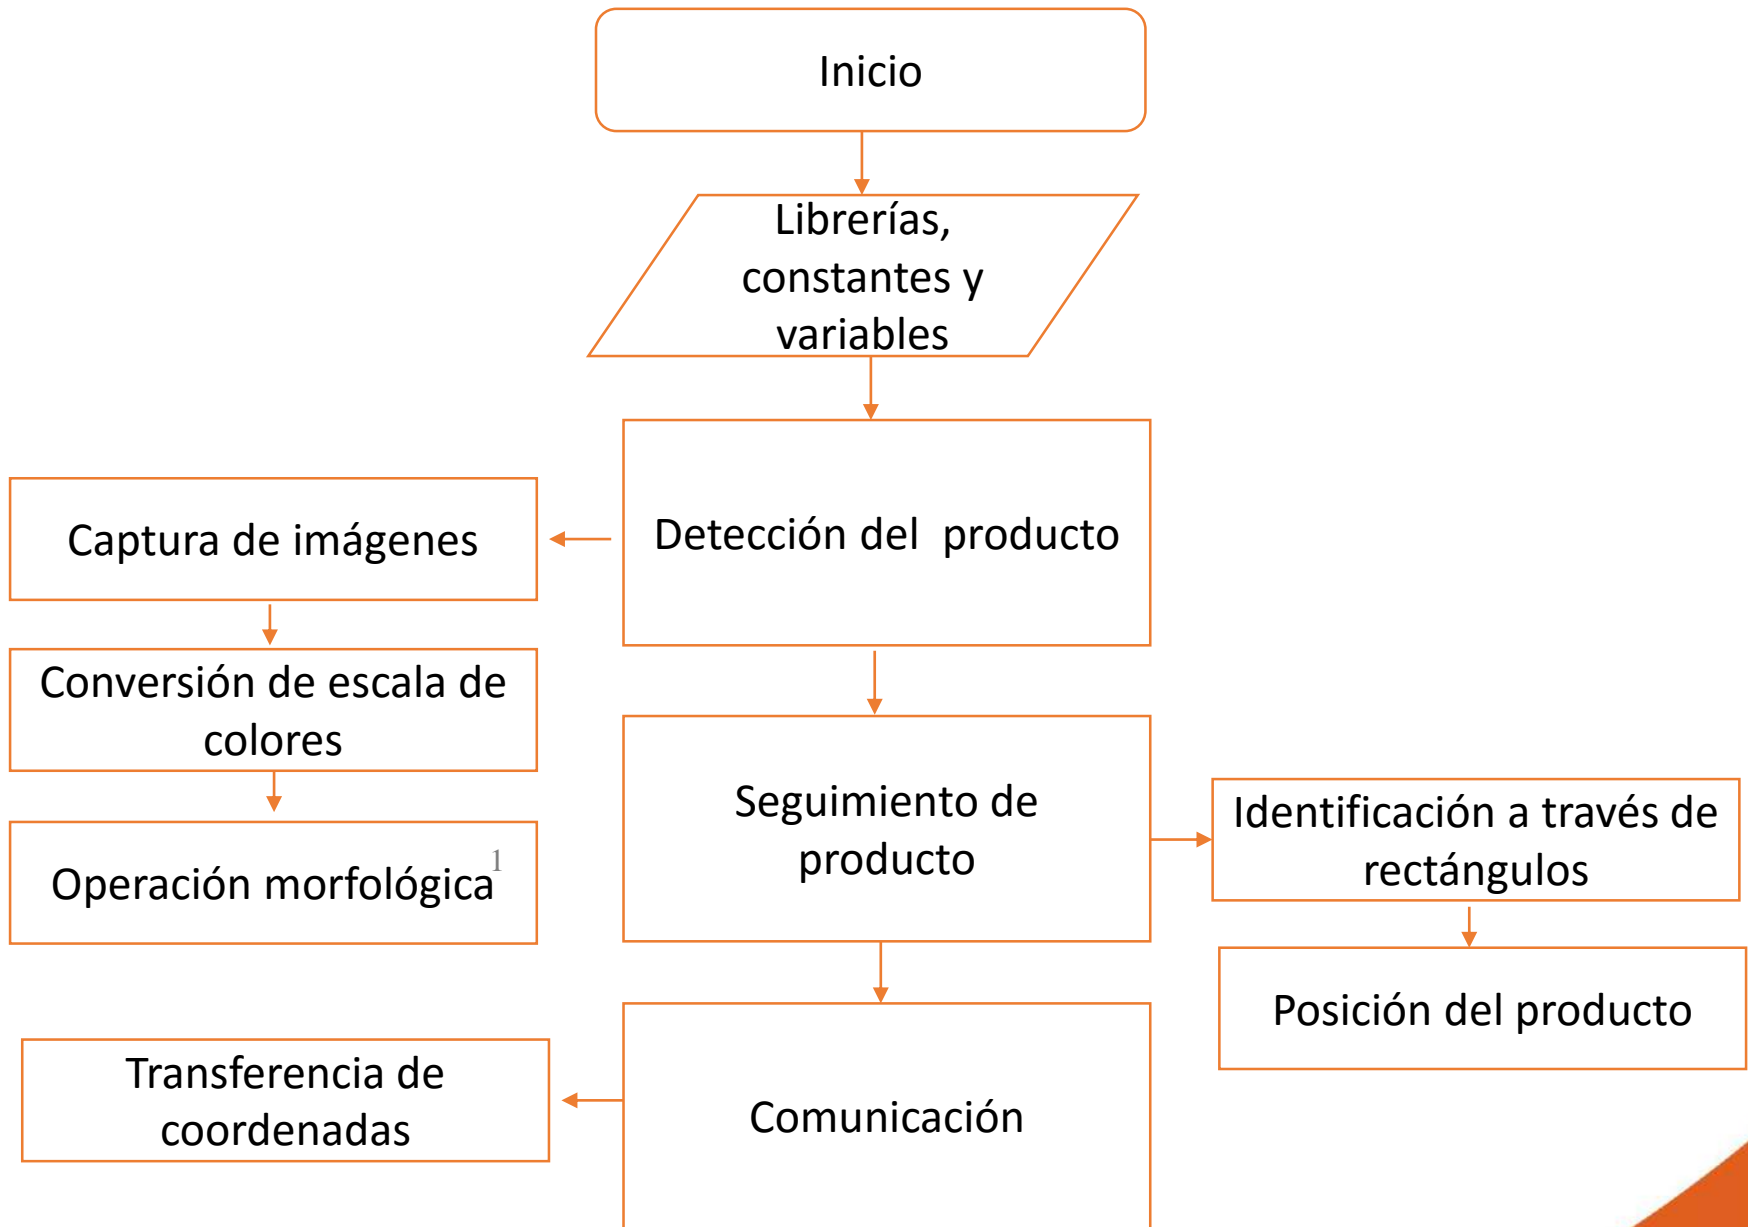 Inicio
Librerías,
constantes y
variables
Detección del  producto
Captura de imágenes
Conversión de escala de
colores
Operación morfológica
1
Seguimiento de
producto
Identificación a través de
rectángulos
Posición del producto
Comunicación
Transferencia de
coordenadas